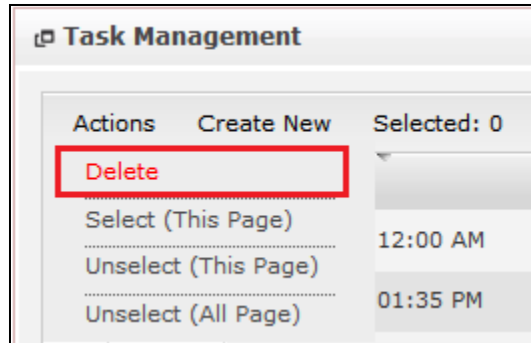 Task Management
Actions Create New Selected: 0
Delete
Select (This Page)
12:00 AM
Unselect (This Page)
01:35 PM
Unselect (All Page)